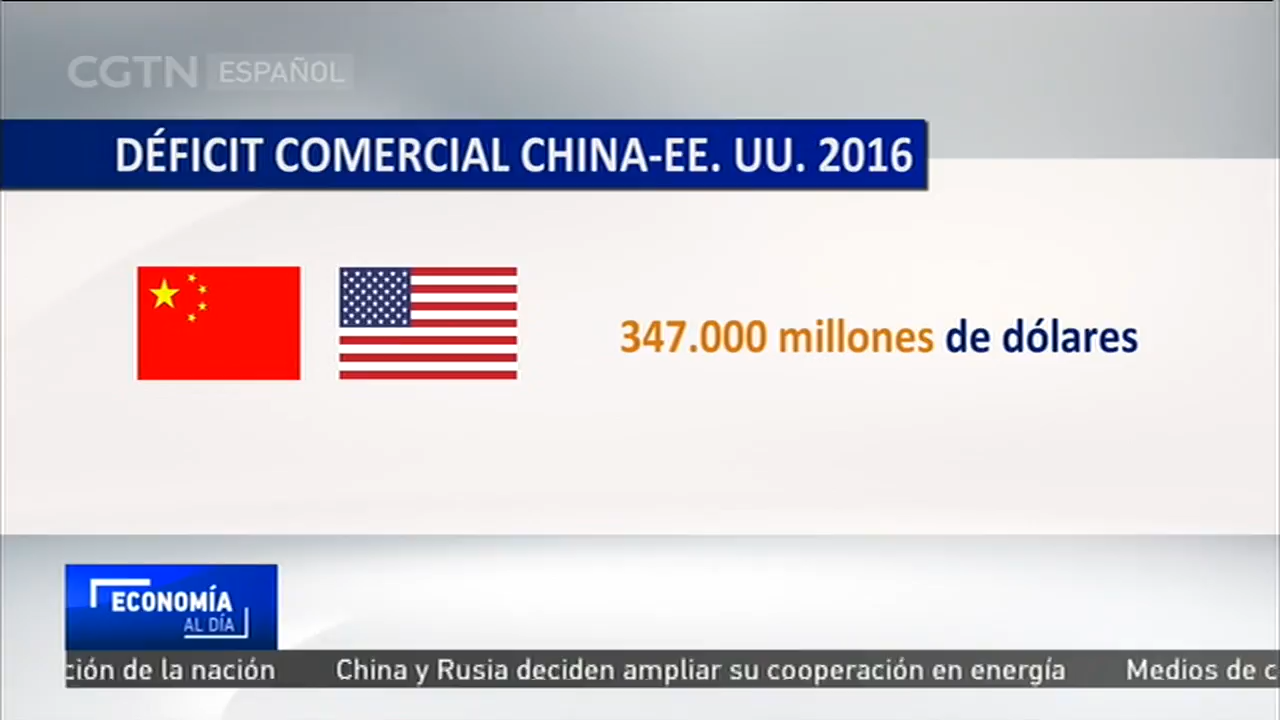 CGTN ESPAÑOL
DÉFICIT COMERCIAL CHINA-EE. UU. 2016
347.000 millones de dólares
ECONOMÍA
AL DÍA
ción de la nación China y Rusia deciden ampliar su cooperación en energía Medios de c